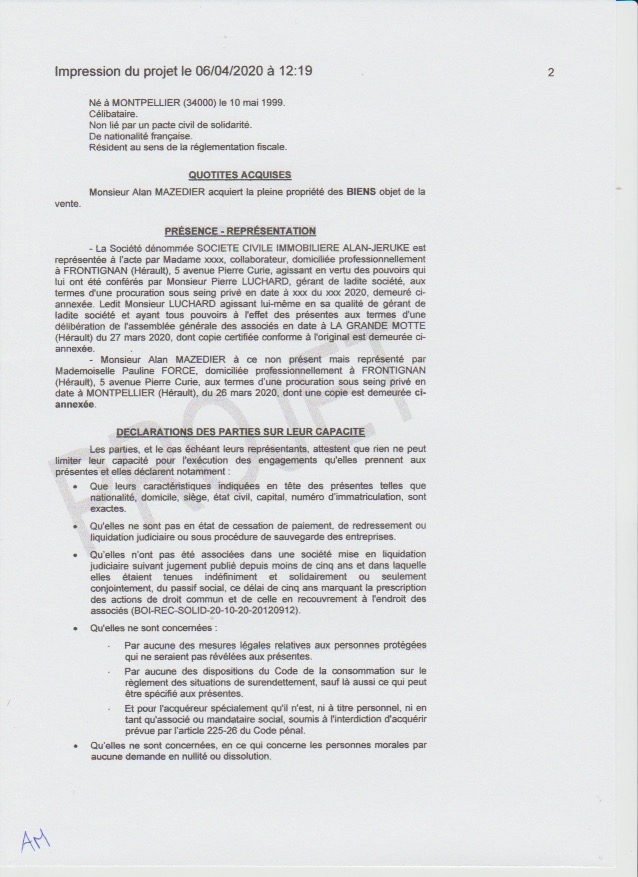 Impression du projet le 06/04/2020 à 12:19
2
Né à MONTPELLIER (34000) le 10 mai 1999.
Célibataire.
Non lié par un pacte civil de solidarité.
De nationalité française.
Résident au sens de la réglementation fiscale.
QUOTITES ACQUISES
Monsieur Alan MAZEDIER acquiert la pleine propriété des BIENS objet de la
vente.
PRÉSENCE - REPRÉSENTATION
- La Société dénommée SOCIETE CIVILE IMMOBILIERE ALAN-JERUKE est
représentée à l'acte par Madame xxxx, collaborateur, domiciliée professionnellement
à FRONTIGNAN (Hérault), 5 avenue Pierre Curie, agissant en vertu des pouvoirs qui
lui ont été conférés par Monsieur Pierre LUCHARD, gérant de ladite société, aux
termes d'une procuration sous seing privé en date à xxx du xxx 2020, demeuré ci-
annexée. Ledit Monsieur LUCHARD agissant lui-même en sa qualité de gérant de
ladite société et ayant tous pouvoirs à l'effet des présentes aux termes d'une
délibération de l'assemblée générale des associés en date à LA GRANDE MOTTE
(Hérault) du 27 mars 2020, dont copie certifiée conforme à l'original est demeurée ci-
annexée.
- Monsieur Alan MAZEDIER à ce non présent mais représenté par
Mademoiselle Pauline FORCE, domiciliée professionnellement à FRONTIGNAN
(Hérault), 5 avenue Pierre Curie, aux termes d'une procuration sous seing privé en
date à MONTPELLIER (Hérault), du 26 mars 2020, dont une copie est demeurée ci-
annexée.
PROJET
DECLARATIONS DES PARTIES SUR LEUR CAPACITE
Les parties, et le cas échéant leurs représentants, attestent que rien ne peut
limiter leur capacité pour l'exécution des engagements qu'elles prennent aux
présentes et elles déclarent notamment :
• Que leurs caractéristiques indiquées en tête des présentes telles que
nationalité, domicile, siège, état civil, capital, numéro d'immatriculation, sont
exactes.
• Qu'elles ne sont pas en état de cessation de paiement, de redressement ou
liquidation judiciaire ou sous procédure de sauvegarde des entreprises.
• Qu'elles n'ont pas été associées dans une société mise en liquidation
judiciaire suivant jugement publié depuis moins de cinq ans et dans laquelle
elles étaient tenues indéfiniment et solidairement ou seulement
conjointement, du passif social, ce délai de cinq ans marquant la prescription
des actions de droit commun et de celle en recouvrement à l'endroit des
associés (BOI-REC-SOLID-20-10-20-20120912).
• Qu'elles ne sont concernées :
- Par aucune des mesures légales relatives aux personnes protégées
qui ne seraient pas révélées aux présentes.
- Par aucune des dispositions du Code de la consommation sur le
règlement des situations de surendettement, sauf là aussi ce qui peut
être spécifié aux présentes.
- Et pour l'acquéreur spécialement qu'il n'est, ni à titre personnel, ni en
tant qu'associé ou mandataire social, soumis à l'interdiction d'acquérir
prévue par l'article 225-26 du Code pénal.
• Qu'elles ne sont concernées, en ce qui concerne les personnes morales par
aucune demande en nullité ou dissolution.
AM